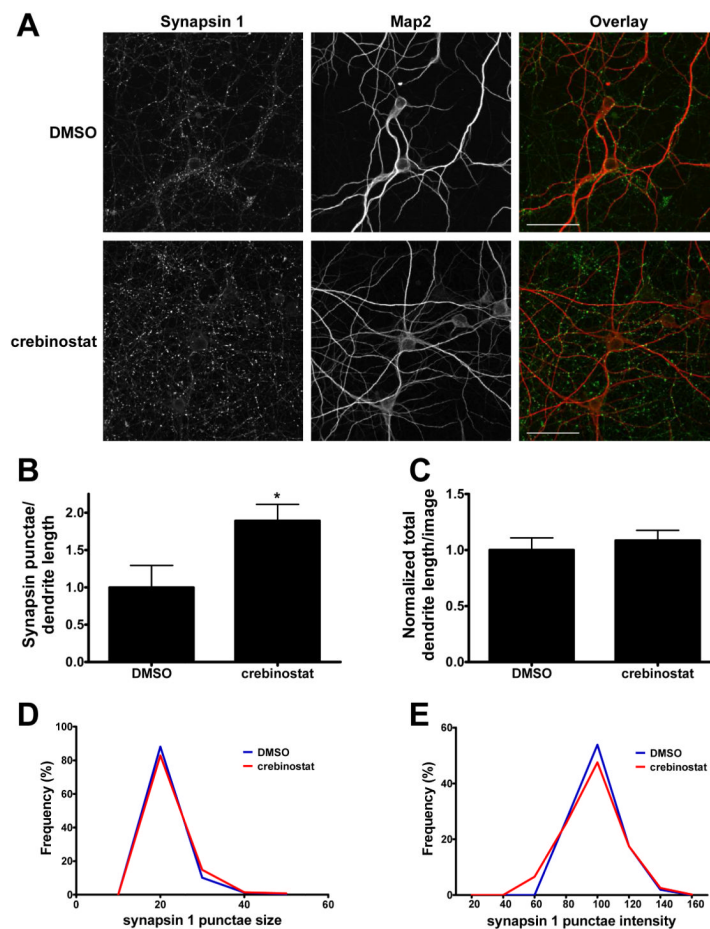 A
Synapsin 1
Map2
Overlay
DMSO
crebinostat
B
Synapsin punctae/
dendrite length
2.0
1.5
1.0
0.5
0.0
*
DMSO
crebinostat
C
Normalized total
dendrite length/image
1.5
1.0
0.5
0.0
DMSO
crebinostat
D
Frequency (%)
100
80
60
40
20
0
DMSO
crebinostat
0 20 40 60
synapsin 1 punctae size
E
Frequency (%)
60
40
20
0
DMSO
crebinostat
20 40 60 80 100 120 140 160
synapsin 1 punctae intensity